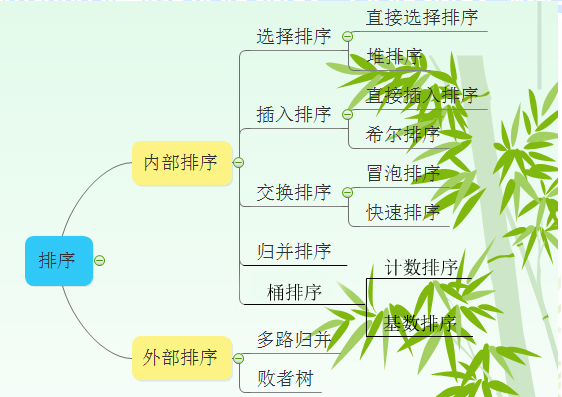 排序
内部排序
选择排序
直接选择排序
堆排序
插入排序
直接插入排序
希尔排序
交换排序
冒泡排序
快速排序
归并排序
桶排序
计数排序
基数排序
外部排序
多路归并
败者树